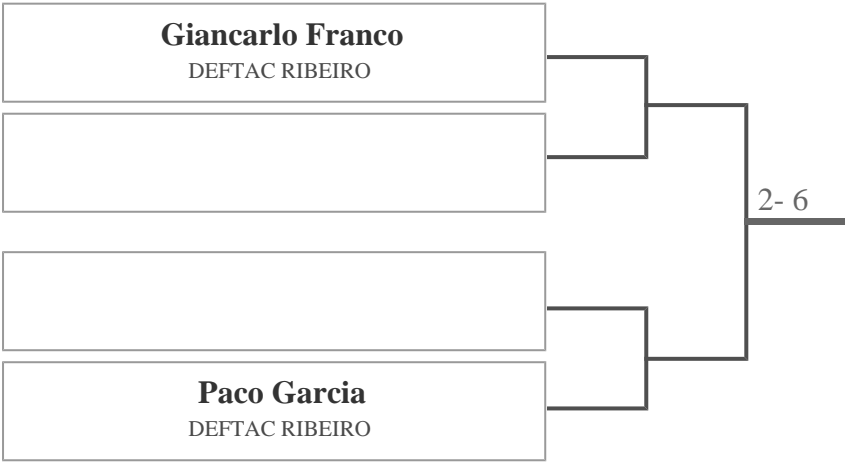 Giancarlo Franco
DEFTAC RIBEIRO
2- 6
Paco Garcia
DEFTAC RIBEIRO